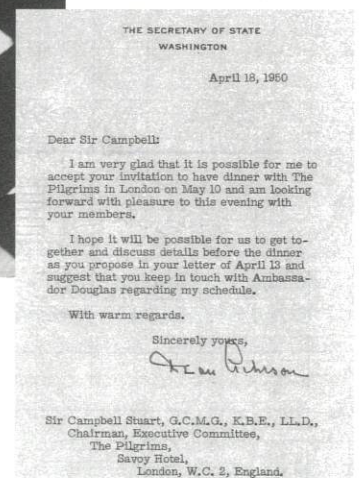 THE SECRETARY OF STATE
WASHINGTON
April 18, 1950
Dear Sir Campbell:
I am very glad that it is possible for me to
accept your invitation to have dinner with The
Pilgrims in London on May 10 and am looking
forward with pleasure to this evening with
your members.
I hope it will be possible for us to get to-
gether and discuss details before the dinner
as you propose in your letter of April 13 and
suggest that you keep in touch with Ambassa-
dor Douglas regarding my schedule.
With warm regards.
Sincerely yours,
Dean Acheson
Sir Campbell Stuart, G.C.M.G., K.B.E., LL.D.,
Chairman, Executive Committee,
The Pilgrims,
Savoy Hotel,
London, W.C. 2, England.